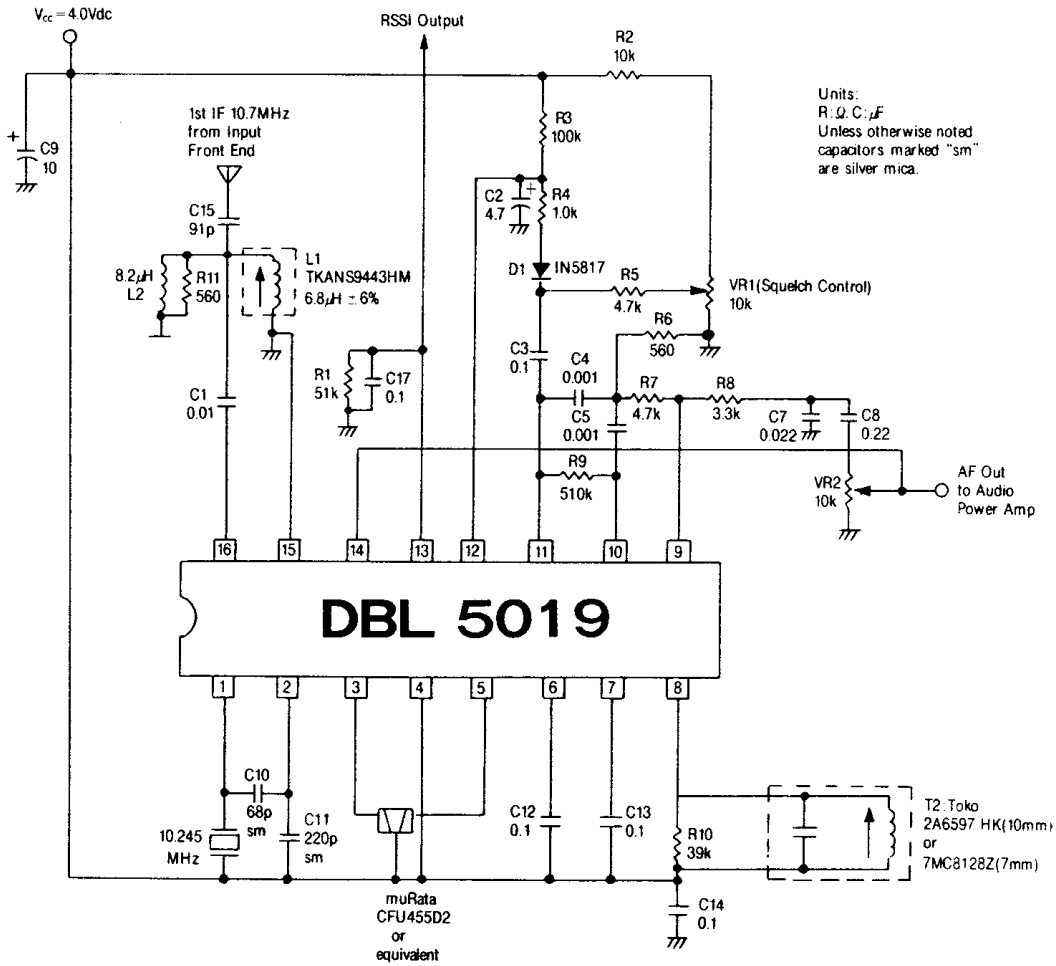 Vcc=4.0Vdc
RSSI Output
R2
10k
Units:
R:Ω. C:μF
Unless otherwise noted
capacitors marked "sm"
are silver mica.
1st IF 10.7MHz
from Input
Front End
+
C9
10
R3
100k
C15
91p
C2
4.7
+
R4
1.0k
8.2μH
L2
R11
560
L1
TKANS9443HM
6.8μH ±6%
D1
IN5817
R5
4.7k
VR1(Squelch Control)
10k
R6
560
C3
0.1
R1
51k
C17
0.1
C4
0.001
C1
0.01
R7
4.7k
R8
3.3k
C5
0.001
C7
0.022
C8
0.22
R9
510k
VR2
10k
AF Out
to Audio
Power Amp
16
15
14
13
12
11
10
9
DBL 5019
1
2
3
4
5
6
7
8
C10
68p
sm
C11
220p
sm
10.245
MHz
C12
0.1
C13
0.1
R10
39k
T2:Toko
2A6597 HK(10mm)
or
7MC8128Z(7mm)
muRata
CFU455D2
or
equivalent
C14
0.1